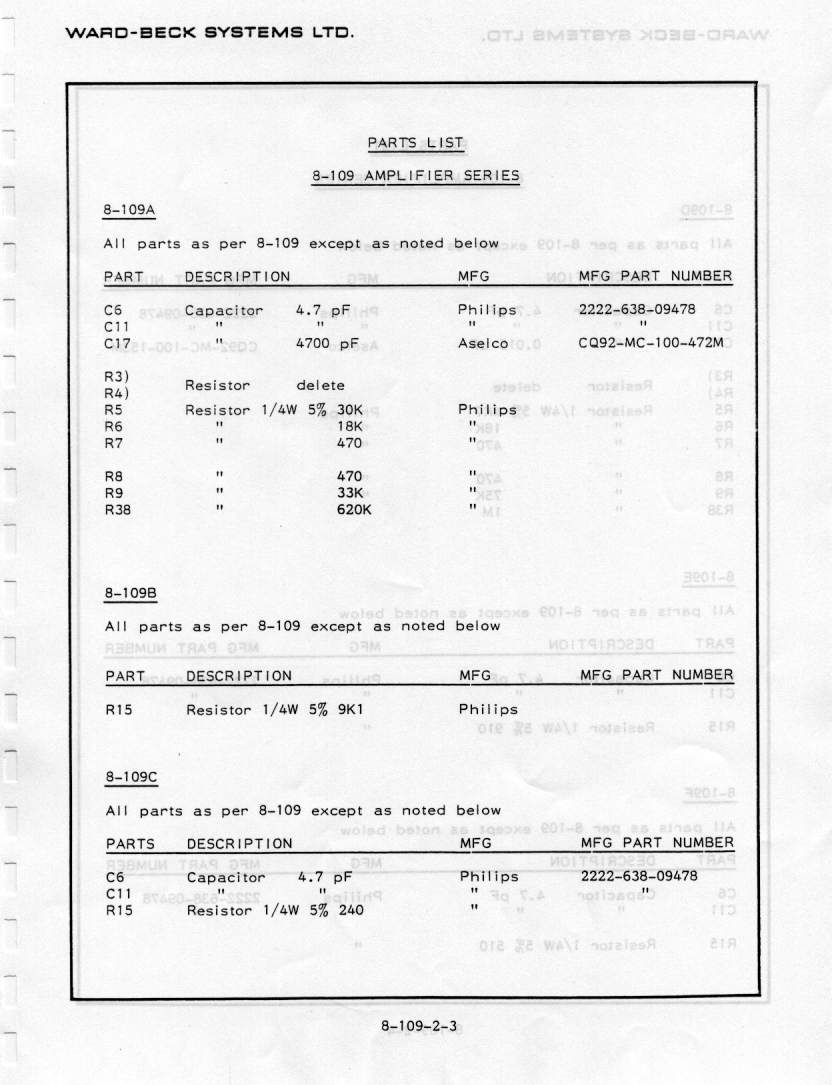 WARD-BECK SYSTEMS LTD.
PARTS LIST
8-109 AMPLIFIER SERIES
8-109A
All parts as per 8-109 except as noted below
PART DESCRIPTION MFG MFG PART NUMBER
C6 Capacitor 4.7 pF Philips 2222-638-09478
C11 " " " "
C17 " 4700 pF Aselco CQ92-MC-100-472M
R3)
R4) Resistor delete
R5 Resistor 1/4W 5% 30K Philips
R6 " 18K "
R7 " 470 "
R8 " 470 "
R9 " 33K "
R38 " 620K "
8-109B
All parts as per 8-109 except as noted below
PART DESCRIPTION MFG MFG PART NUMBER
R15 Resistor 1/4W 5% 9K1 Philips
8-109C
All parts as per 8-109 except as noted below
PARTS DESCRIPTION MFG MFG PART NUMBER
C6 Capacitor 4.7 pF Philips 2222-638-09478
C11 " " " "
R15 Resistor 1/4W 5% 240 "
8-109-2-3